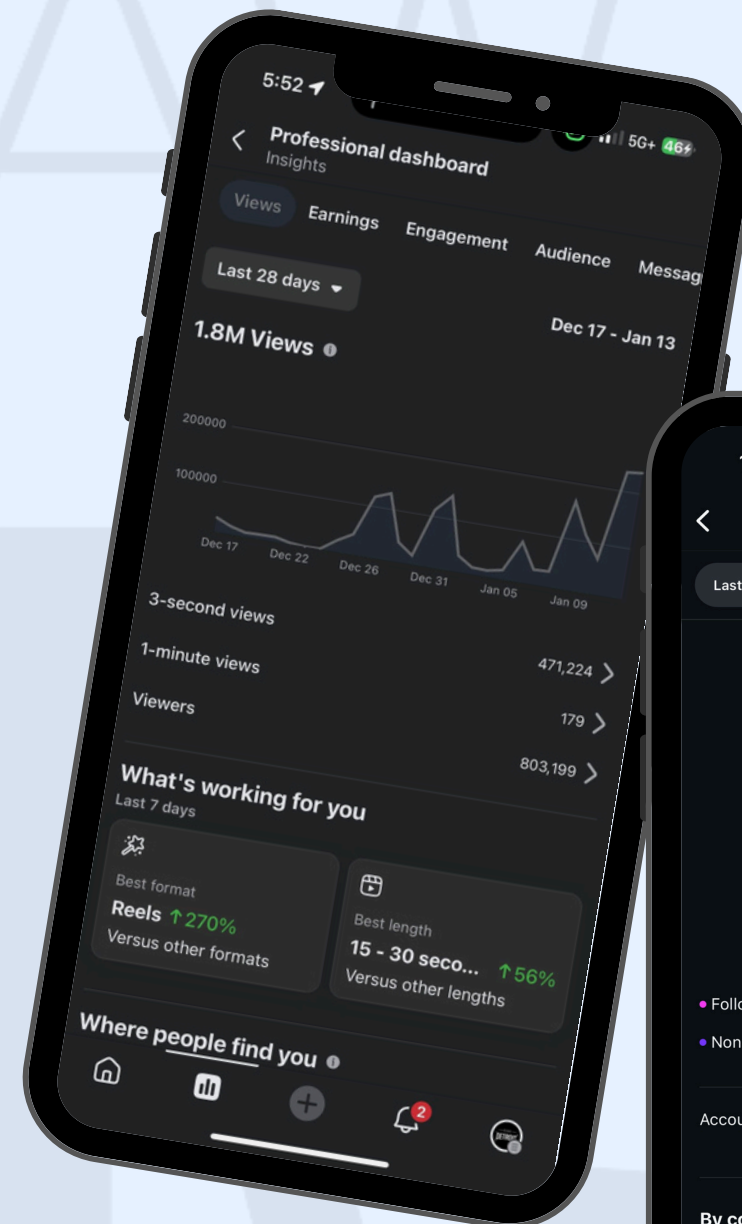 5:52
5G+ 46
Professional dashboard
Insights
Views Earnings Engagement Audience Messag
Last 28 days
Dec 17 - Jan 13
1.8M Views
200000
100000
Dec 17 Dec 22 Dec 26 Dec 31 Jan 05 Jan 09
3-second views 471,224
1-minute views 179
Viewers 803,199
What's working for you
Last 7 days
Best format
Reels ↑270%
Versus other formats
Best length
15 - 30 seco... ↑56%
Versus other lengths
Where people find you
2
DETROIT
Last
Follo
Non
Accou
By co